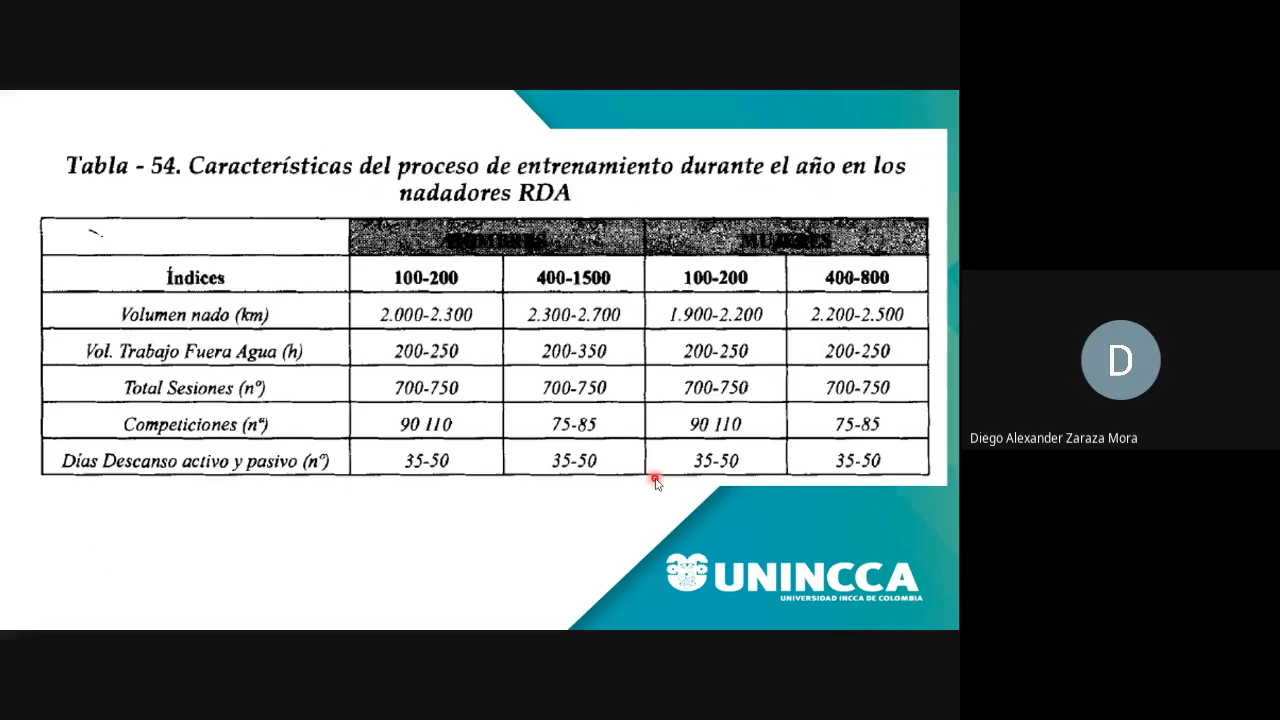 Tabla - 54. Características del proceso de entrenamiento durante el año en los
nadadores RDA
HOMBRES MUJERES
Índices 100-200 400-1500 100-200 400-800
Volumen nado (km) 2.000-2.300 2.300-2.700 1.900-2.200 2.200-2.500
Vol. Trabajo Fuera Agua (h) 200-250 200-350 200-250 200-250
Total Sesiones (nº) 700-750 700-750 700-750 700-750
Competiciones (nº) 90 110 75-85 90 110 75-85
Días Descanso activo y pasivo (nº) 35-50 35-50 35-50 35-50
UNINCCA
UNIVERSIDAD INCCA DE COLOMBIA
D
Diego Alexander Zaraza Mora